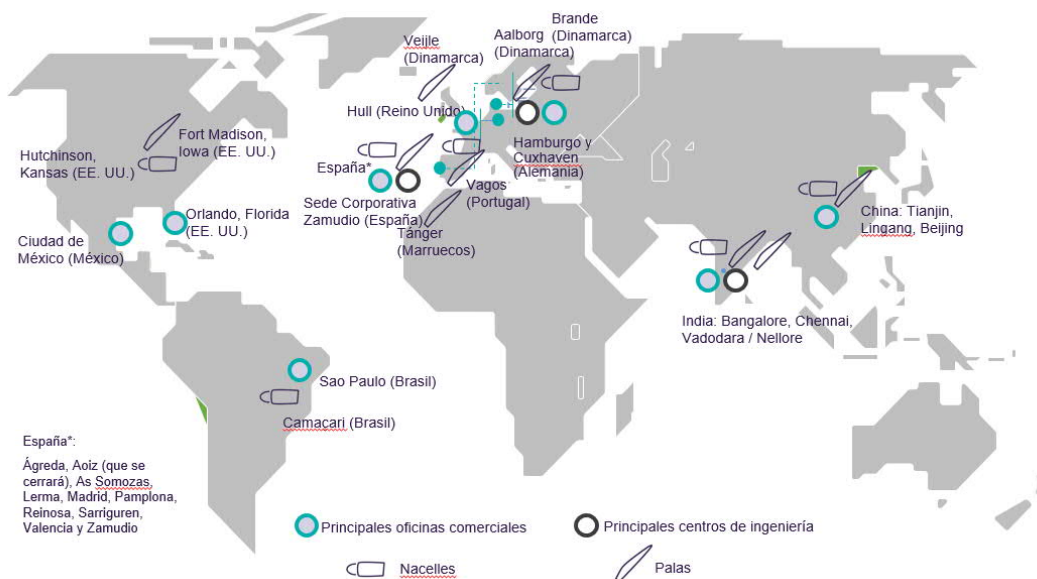 Brande
(Dinamarca)
Aalborg
(Dinamarca)
Veijle
(Dinamarca)
Hull (Reino Unido)
Fort Madison,
Iowa (EE. UU.)
Hutchinson,
Kansas (EE. UU.)
España*
Hamburgo y
Cuxhaven
(Alemania)
Vagos
(Portugal)
Sede Corporativa
Zamudio (España)
Tánger
(Marruecos)
Orlando, Florida
(EE. UU.)
Ciudad de
México (México)
China: Tianjin,
Lingang, Beijing
India: Bangalore, Chennai,
Vadodara / Nellore
Sao Paulo (Brasil)
Camaçari (Brasil)
España*:
Ágreda, Aoiz (que se
cerrará), As Somozas,
Lerma, Madrid, Pamplona,
Reinosa, Sarriguren,
Valencia y Zamudio
Principales oficinas comerciales
Principales centros de ingeniería
Nacelles
Palas